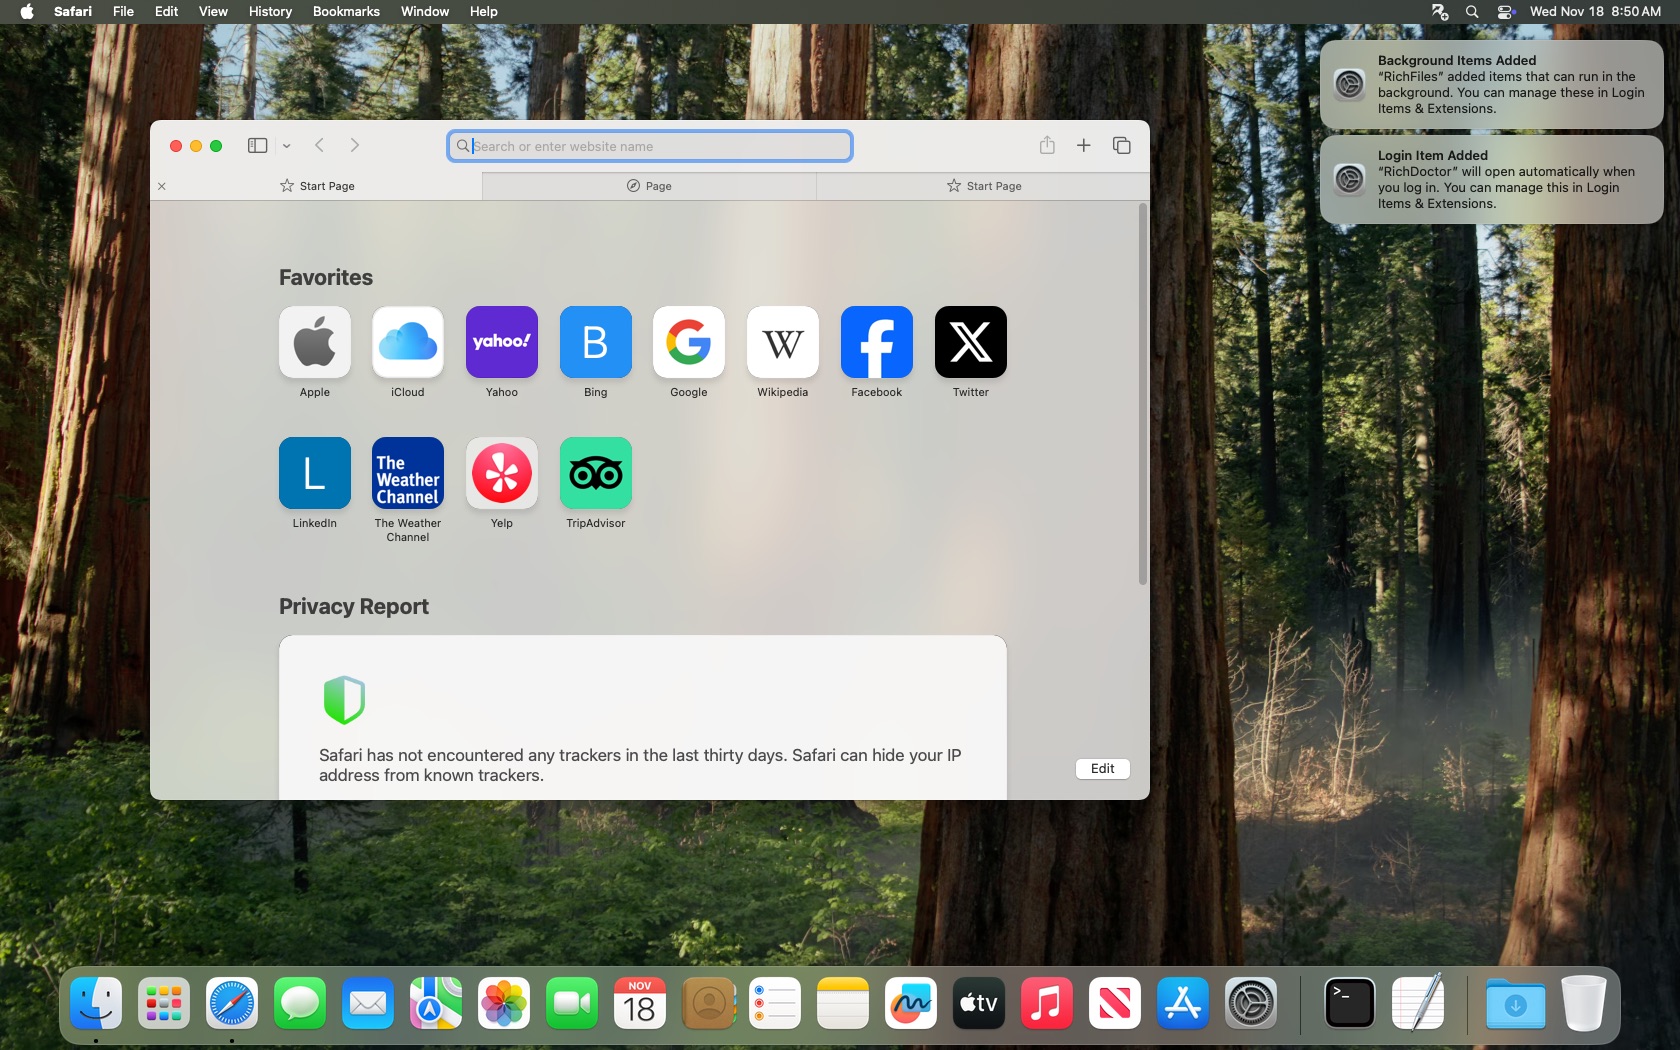 Safari File Edit View History Bookmarks Window Help
Wed Nov 18 8:50 AM
Background Items Added
“RichFiles” added items that can run in the
background. You can manage these in Login
Items & Extensions.
Login Item Added
“RichDoctor” will open automatically when
you log in. You can manage this in Login
Items & Extensions.
Search or enter website name
Start Page
Page
Start Page
Favorites
yahoo!
B
G
W
f
X
Apple
iCloud
Yahoo
Bing
Google
Wikipedia
Facebook
Twitter
L
The
Weather
Channel
LinkedIn
The Weather
Channel
Yelp
TripAdvisor
Privacy Report
Safari has not encountered any trackers in the last thirty days. Safari can hide your IP
address from known trackers.
Edit
NOV
18
tv
>_